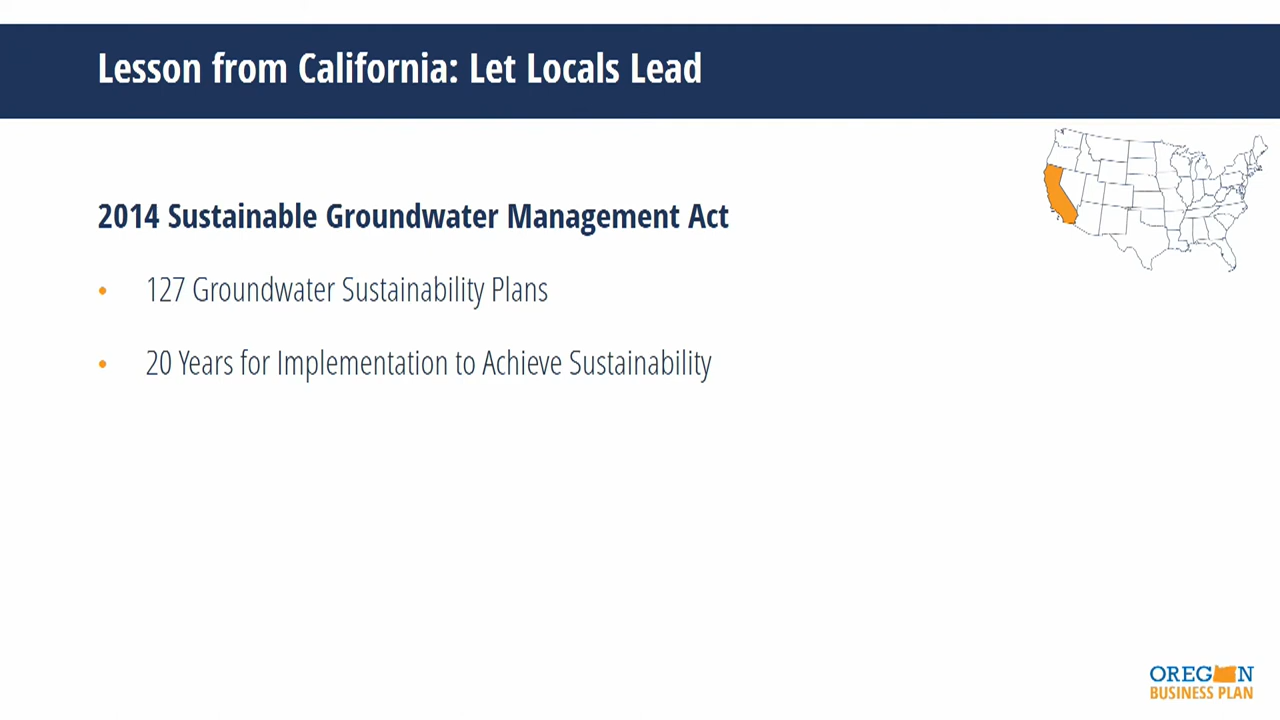 Lesson from California: Let Locals Lead
2014 Sustainable Groundwater Management Act
• 127 Groundwater Sustainability Plans
• 20 Years for Implementation to Achieve Sustainability
OREGON
BUSINESS PLAN